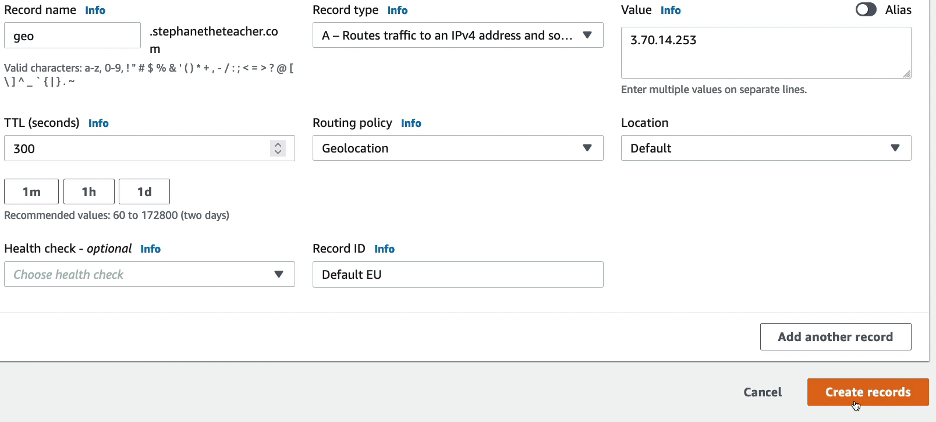 Record name Info
geo
.stephanetheteacher.co
m
Valid characters: a-z, 0-9, ! " # $ % & ' ( ) * + , - / : ; < = > ? @ [
\ ] ^ _ ` { | } . ~
Record type Info
A – Routes traffic to an IPv4 address and so...
Value Info
Alias
3.70.14.253
Enter multiple values on separate lines.
TTL (seconds) Info
300
1m
1h
1d
Recommended values: 60 to 172800 (two days)
Routing policy Info
Geolocation
Location
Default
Health check - optional Info
Choose health check
Record ID Info
Default EU
Add another record
Cancel
Create records